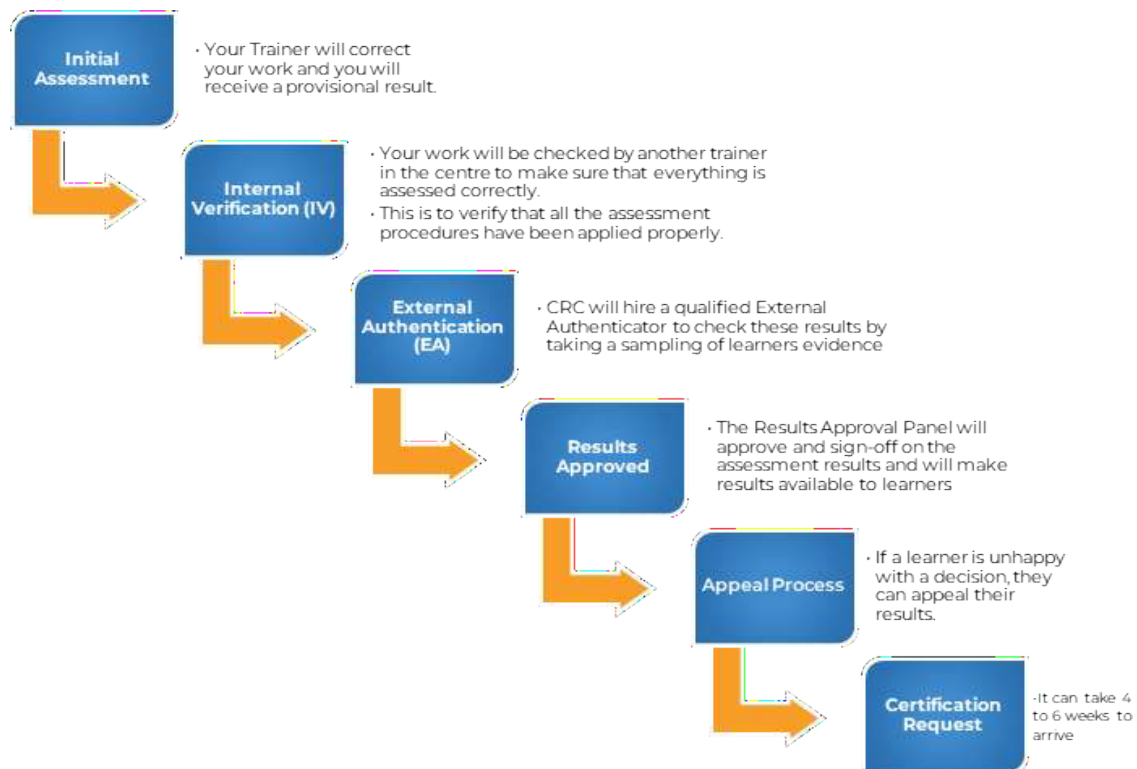 Initial
Assessment
· Your Trainer will correct
your work and you will
receive a provisional result.
Internal
Verification (IV)
· Your work will be checked by another trainer
in the centre to make sure that everything is
assessed correctly.
· This is to verify that all the assessment
procedures have been applied properly.
External
Authentication
(EA)
· CRC will hire a qualified External
Authenticator to check these results by
taking a sampling of learners evidence
Results
Approved
· The Results Approval Panel will
approve and sign-off on the
assessment results and will make
results available to learners
Appeal Process
· If a learner is unhappy
with a decision, they
can appeal their
results.
Certification
Request
·It can take 4
to 6 weeks to
arrive